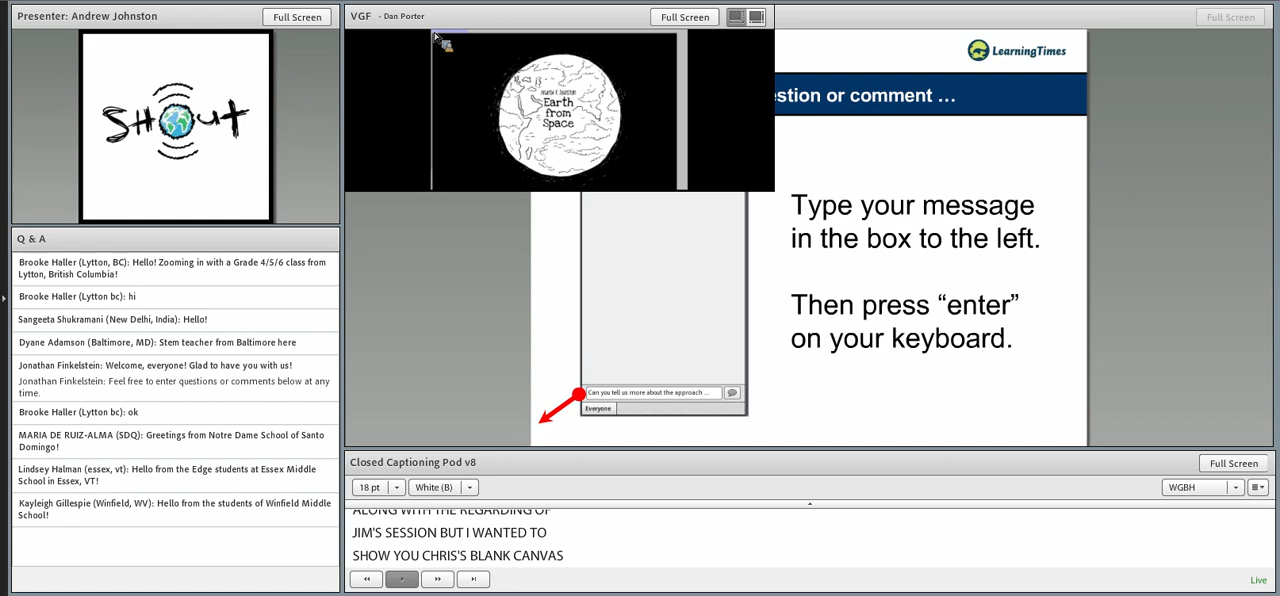 Presenter: Andrew Johnston
Full Screen
SHOUT
Q & A
Brooke Haller (Lytton, BC): Hello! Zooming in with a Grade 4/5/6 class from
Lytton, British Columbia!
Brooke Haller (Lytton bc): hi
Sangeeta Shukramani (New Delhi, India): Hello!
Dyane Adamson (Baltimore, MD): Stem teacher from Baltimore here
Jonathan Finkelstein: Welcome, everyone! Glad to have you with us!
Jonathan Finkelstein: Feel free to enter questions or comments below at any
time.
Brooke Haller (Lytton bc): ok
MARIA DE RUIZ-ALMA (SDQ): Greetings from Notre Dame School of Santo
Domingo!
Lindsey Halman (essex, vt): Hello from the Edge students at Essex Middle
School in Essex, VT!
Kayleigh Gillespie (Winfield, WV): Hello from the students of Winfield Middle
School!
VGF - Dan Porter
Full Screen
Full Screen
Earth
from
Space
LearningTimes
estion or comment …
Type your message
in the box to the left.
Then press “enter”
on your keyboard.
Can you tell us more about the approach ...
Everyone
Closed Captioning Pod v8
Full Screen
18 pt
White (B)
WGBH
ALONG WITH THE REGARDING OF
JIM'S SESSION BUT I WANTED TO
SHOW YOU CHRIS'S BLANK CANVAS
Live